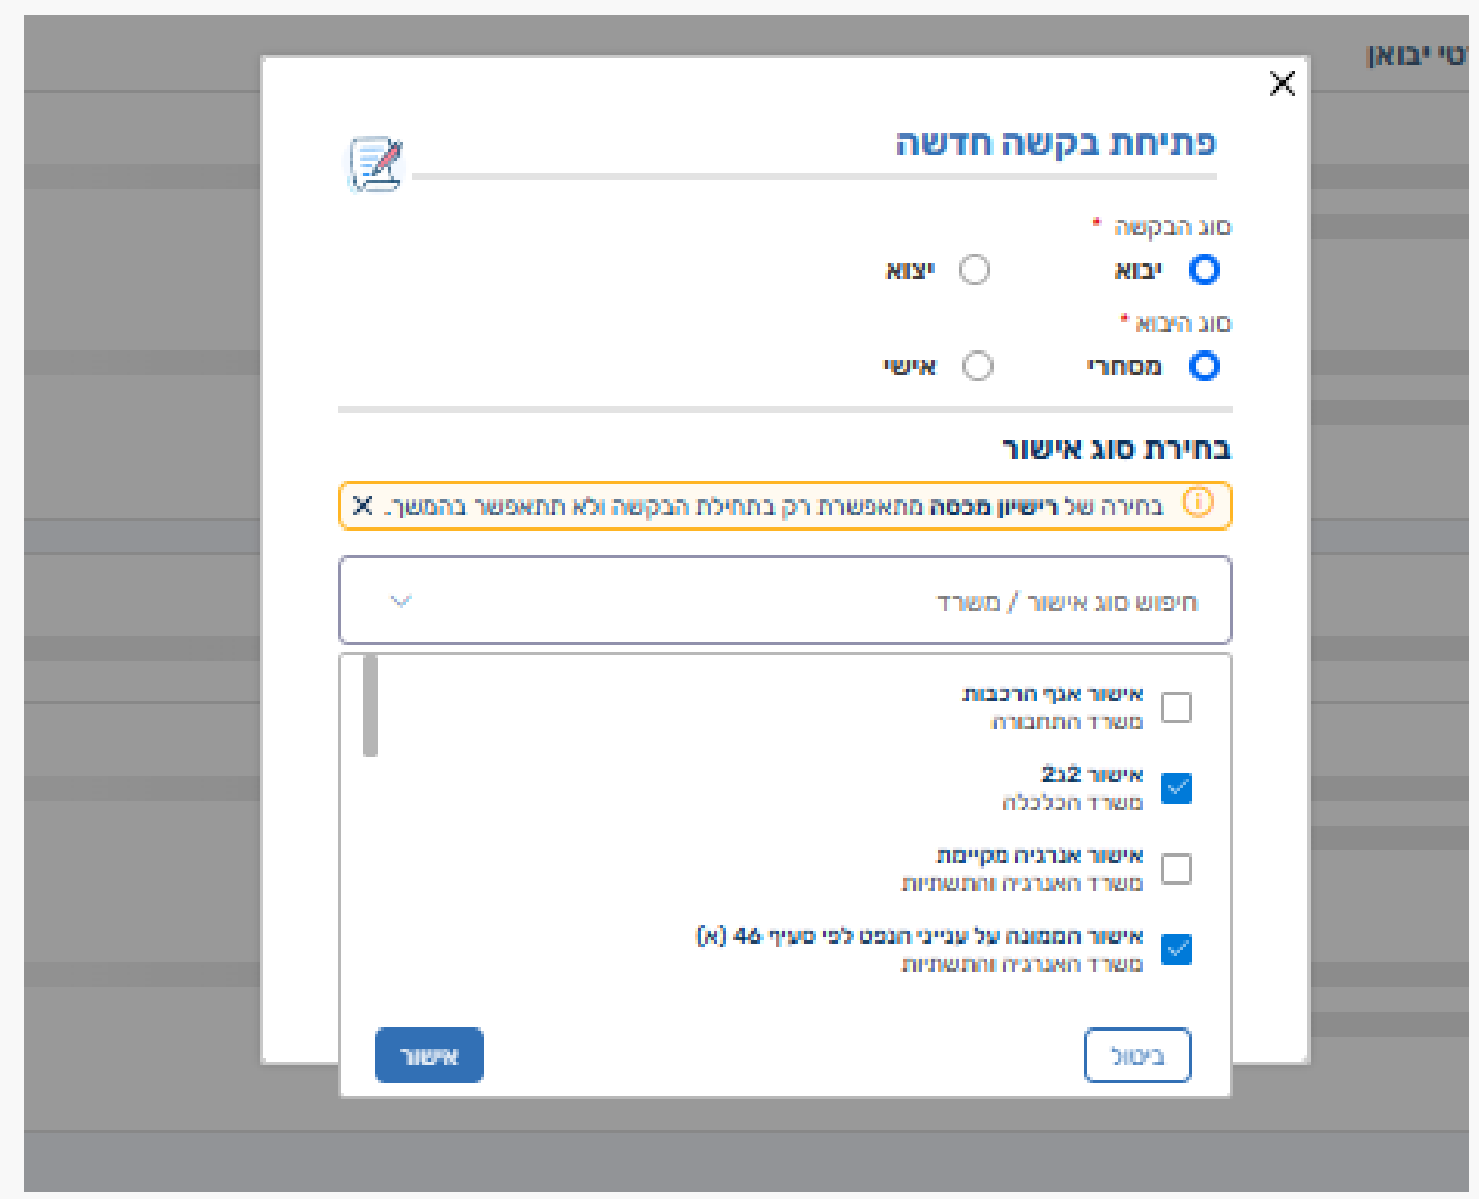 טי יבואן
פתיחת בקשה חדשה
סוג הבקשה *
יבוא יצוא
סוג היבוא *
מסחרי אישי
בחירת סוג אישור
בחירה של רישיון מכסה מתאפשרת רק בתחילת הבקשה ולא תתאפשר בהמשך.
חיפוש סוג אישור / משרד
אישור אגף הרכבות
משרד התחבורה
אישור 2ג2
משרד הכלכלה
אישור אנרגיה מקיימת
משרד האנרגיה והתשתיות
אישור הממונה על ענייני הנפט לפי סעיף 46 (א)
משרד האנרגיה והתשתיות
ביטול אישור